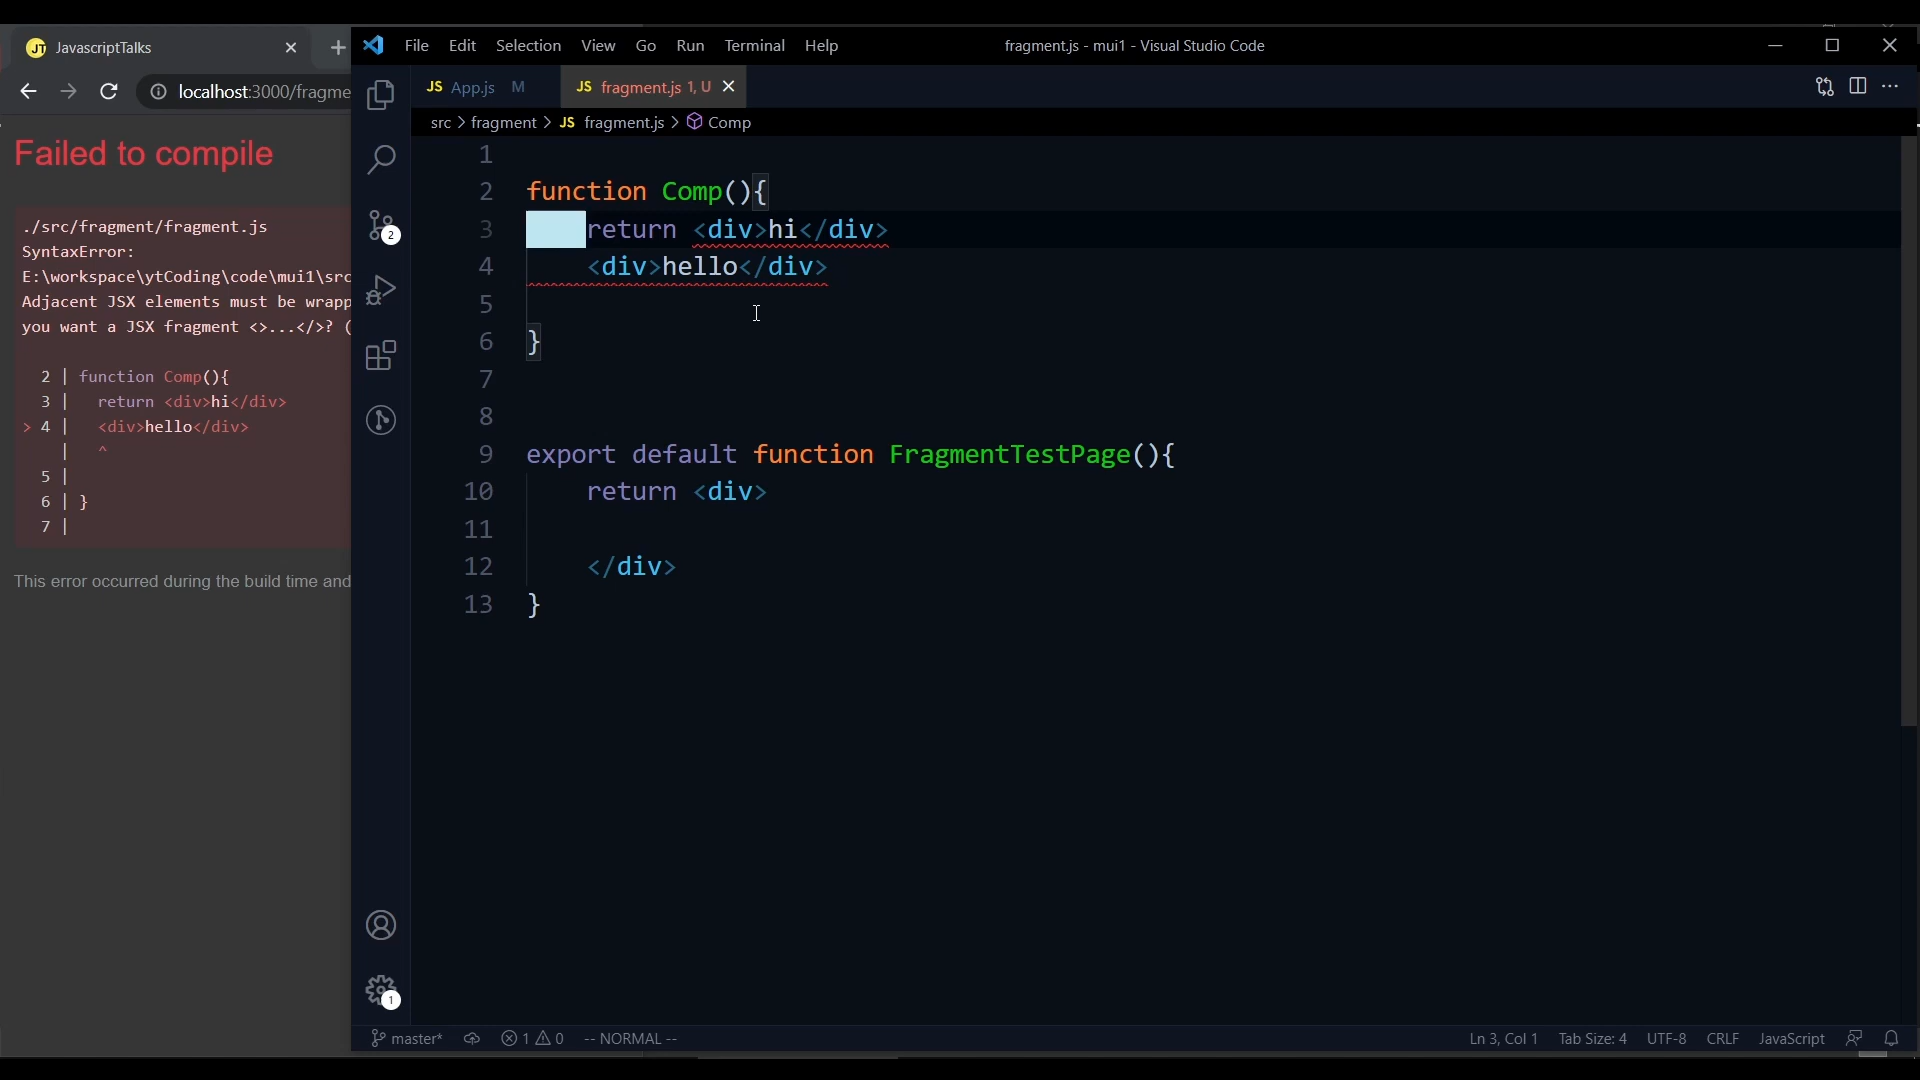 JT JavascriptTalks
localhost:3000/fragme
Failed to compile
./src/fragment/fragment.js
SyntaxError:
E:\workspace\ytCoding\code\mui1\src
Adjacent JSX elements must be wrapp
you want a JSX fragment <>...</>? (
2 | function Comp(){
3 | return <div>hi</div>
> 4 | <div>hello</div>
| ^
5 |
6 | }
7 |
This error occurred during the build time and
File Edit Selection View Go Run Terminal Help
fragment.js - mui1 - Visual Studio Code
JS App.js M
JS fragment.js 1, U
src > fragment > JS fragment.js > Comp
2
1
1
2 function Comp(){
3 return <div>hi</div>
4 <div>hello</div>
5
6 }
7
8
9 export default function FragmentTestPage(){
10 return <div>
11
12 </div>
13 }
master* 1 0 -- NORMAL --
Ln 3, Col 1 Tab Size: 4 UTF-8 CRLF JavaScript